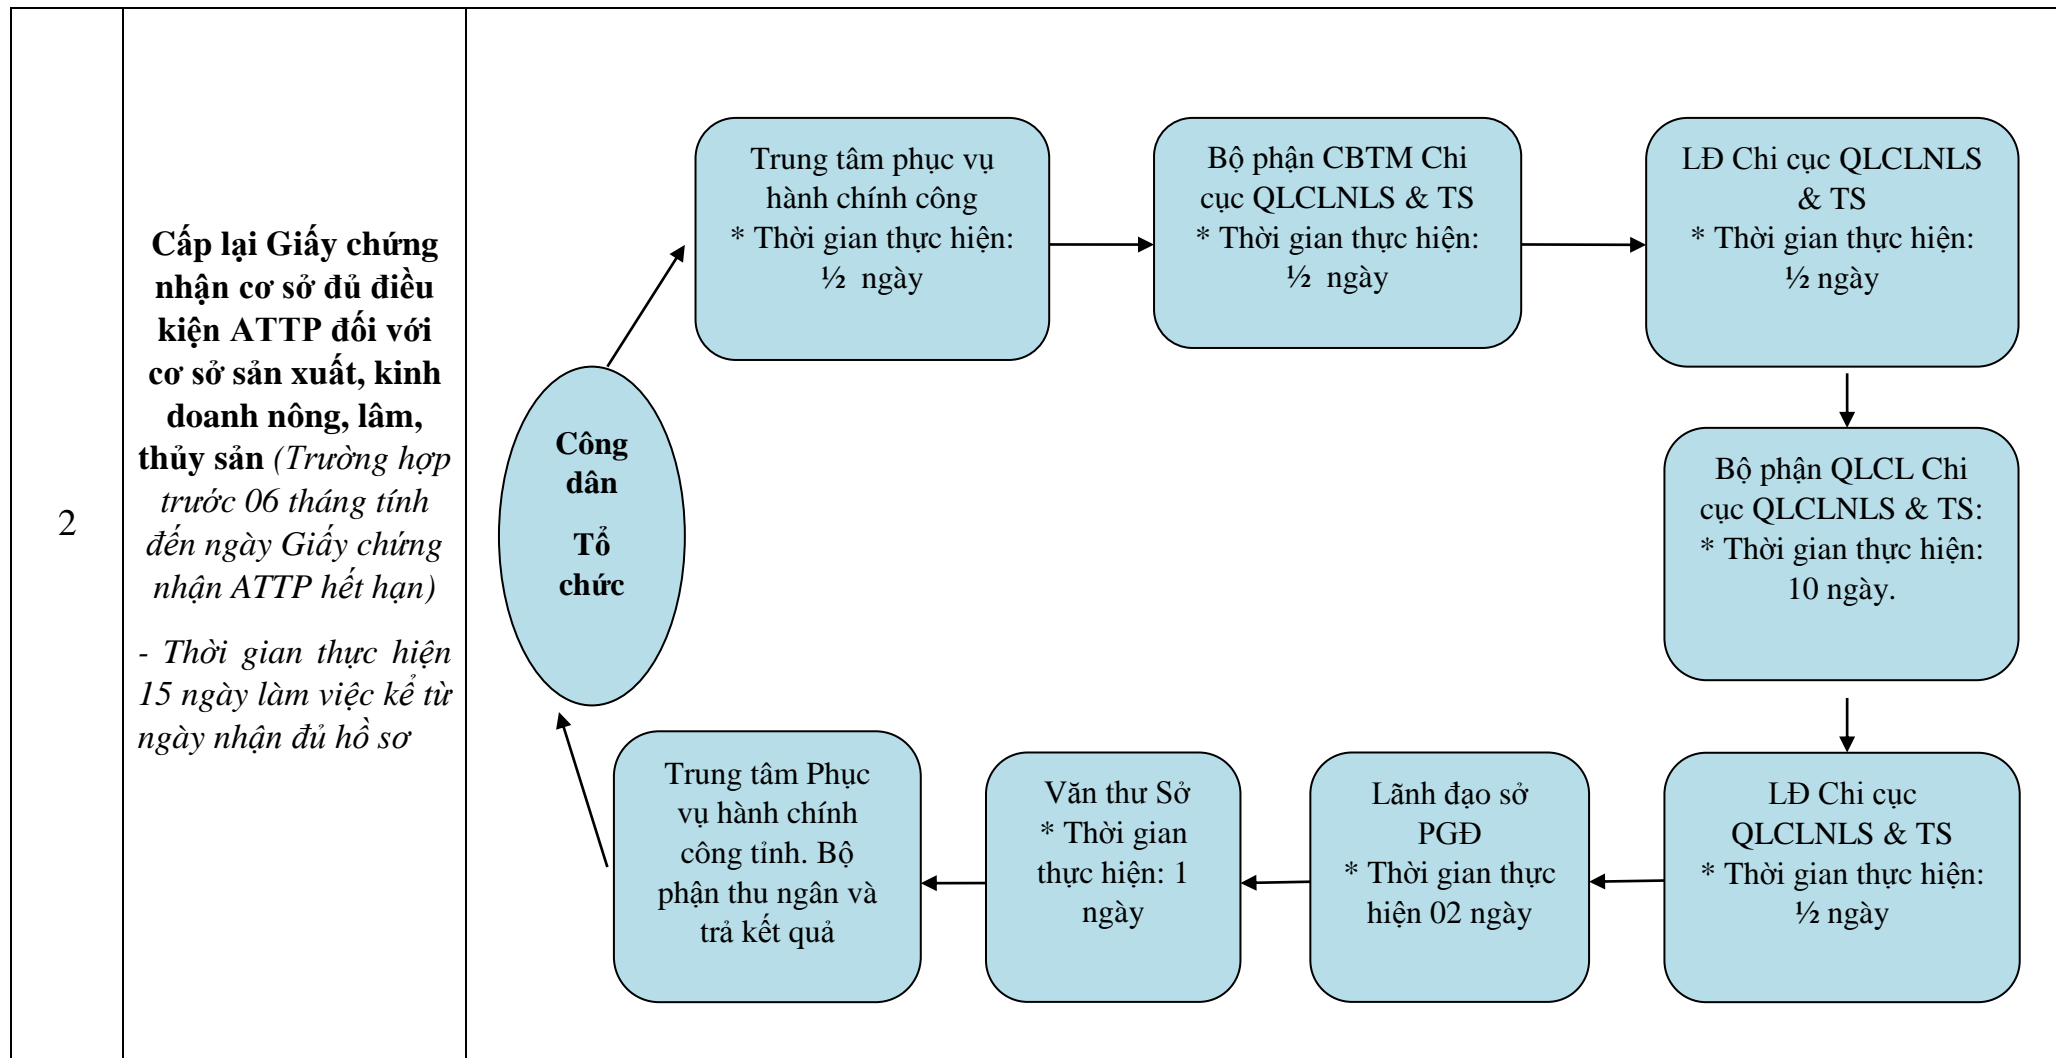 2
Cấp lại Giấy chứng
nhận cơ sở đủ điều
kiện ATTP đối với
cơ sở sản xuất, kinh
doanh nông, lâm,
thủy sản (Trường hợp
trước 06 tháng tính
đến ngày Giấy chứng
nhận ATTP hết hạn)
- Thời gian thực hiện
15 ngày làm việc kể từ
ngày nhận đủ hồ sơ
Công
dân
Tổ
chức
Trung tâm phục vụ
hành chính công
* Thời gian thực hiện:
½ ngày
Bộ phận CBTM Chi
cục QLCLNLS & TS
* Thời gian thực hiện:
½ ngày
LĐ Chi cục QLCLNLS
& TS
* Thời gian thực hiện:
½ ngày
Bộ phận QLCL Chi
cục QLCLNLS & TS:
* Thời gian thực hiện:
10 ngày.
LĐ Chi cục
QLCLNLS & TS
* Thời gian thực hiện:
½ ngày
Lãnh đạo sở
PGĐ
* Thời gian thực
hiện 02 ngày
Văn thư Sở
* Thời gian
thực hiện: 1
ngày
Trung tâm Phục
vụ hành chính
công tỉnh. Bộ
phận thu ngân và
trả kết quả